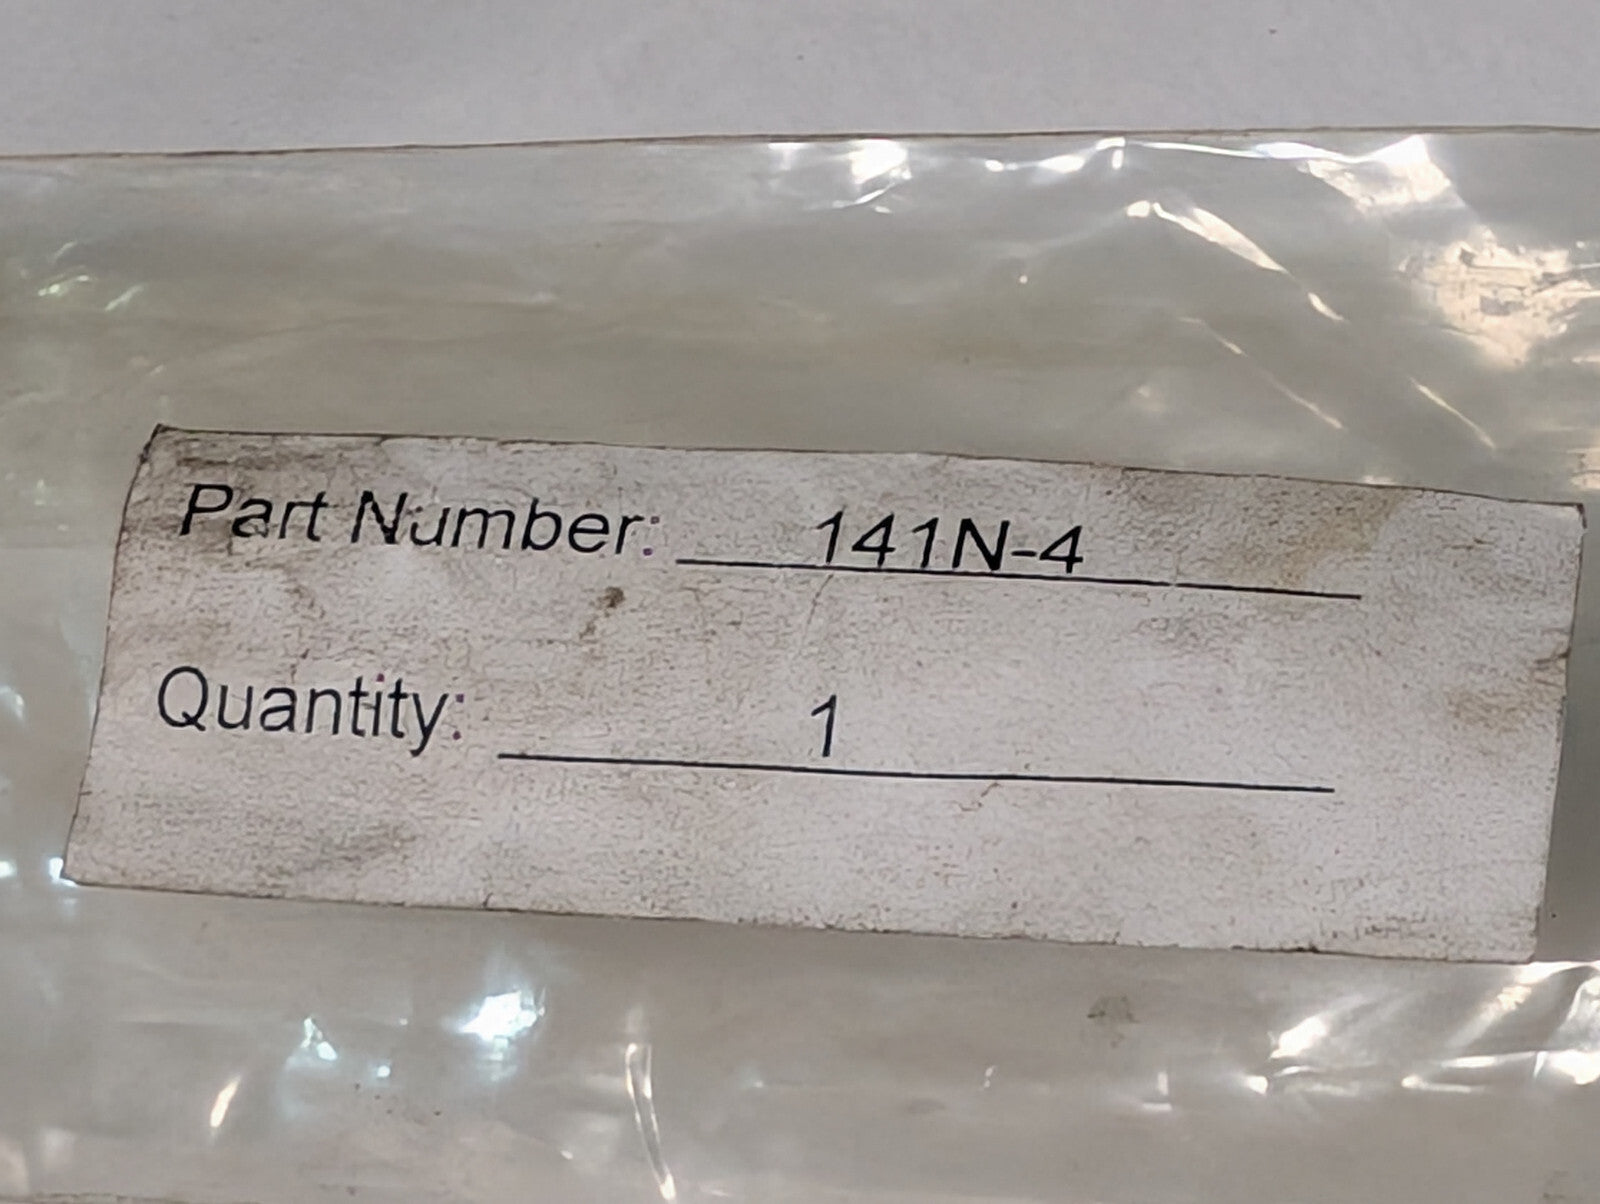 Part Number: 141N-4
Quantity: 1